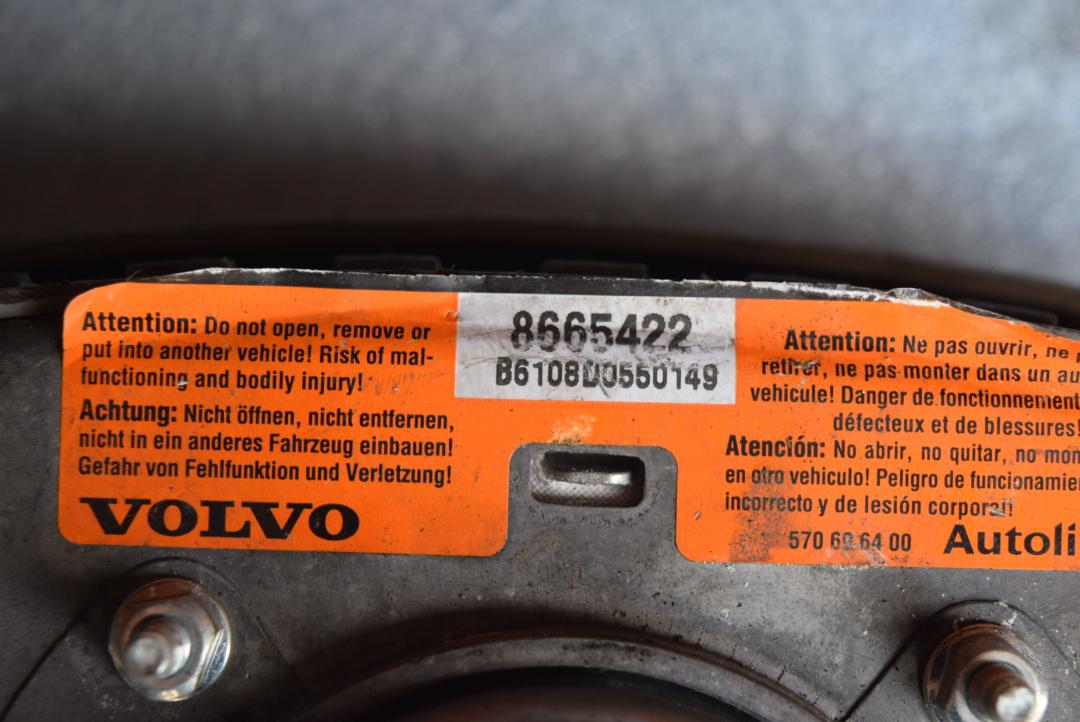 Attention: Do not open, remove or
put into another vehicle! Risk of mal-
functioning and bodily injury!
Achtung: Nicht öffnen, nicht entfernen,
nicht in ein anderes Fahrzeug einbauen!
Gefahr von Fehlfunktion und Verletzung!
VOLVO
8665422
B6108D0550149
Attention: Ne pas ouvrir, ne
retirer, ne pas monter dans un
vehicule! Danger de fonctionnement
défecteux et de blessures!
Atención: No abrir, no quitar, no
en otro vehiculo! Peligro de
incorrecto y de lesión corporal!
570 69 64 00
Autoli